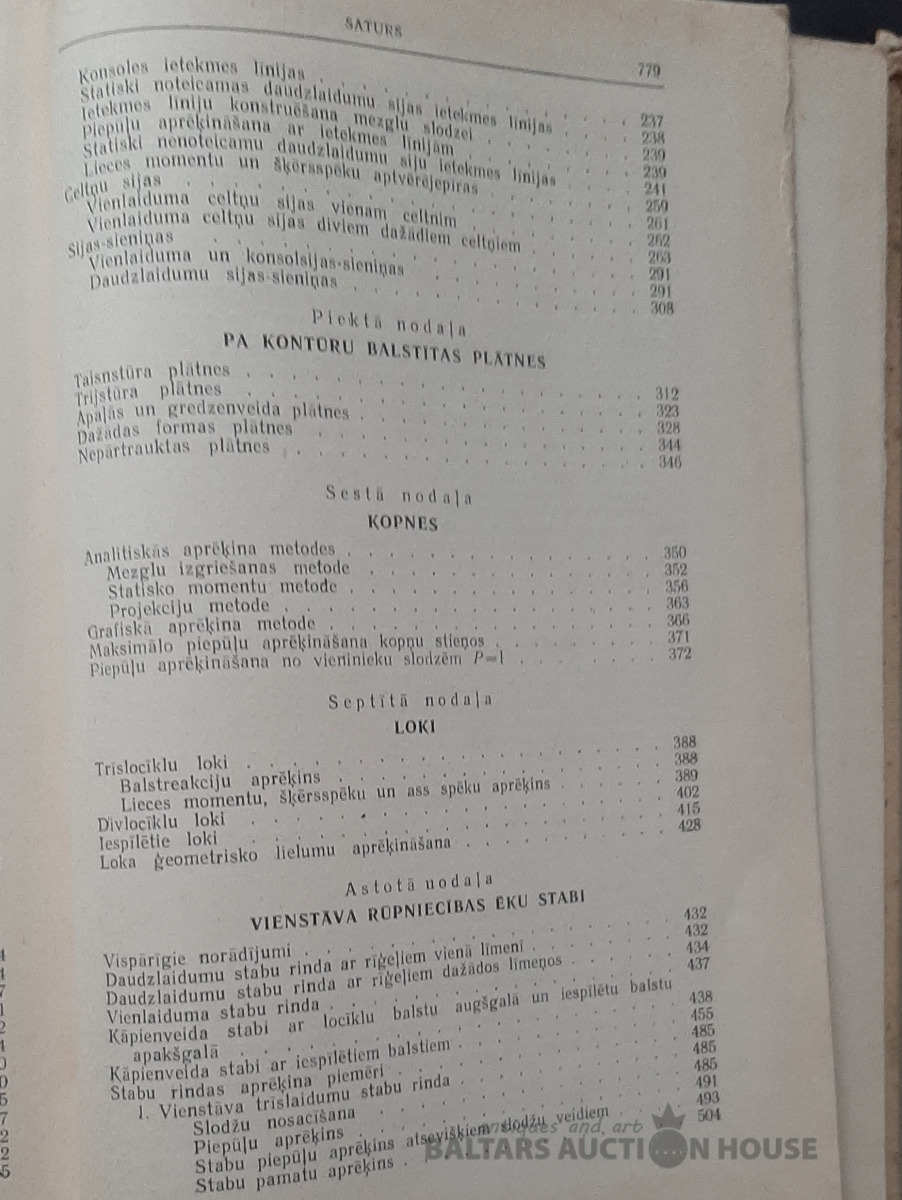 SATURS
779
Konsoles ietekmes līnijas . . . . . . . . 237
Statiski noteicamas daudzlaidumu sijas ietekmes līnijas . . . . 238
Ietekmes līniju konstruēšana mezglu slodzei . . . . . . 239
Piepūļu aprēķināšana ar ietekmes līnijām . . . . . . 239
Statiski nenoteicamu daudzlaidumu siju ietekmes līnijas . . . . 241
Lieces momentu un šķērsspēku aptvērējepīras . . . . . . 259
Celtņu sijas . . . . . . . . 261
Vienlaiduma celtņu sijas vienam celtnim . . . . . . 262
Vienlaiduma celtņu sijas diviem dažādiem celtņiem . . . . 263
Sijas-sieniņas . . . . . . . . 291
Vienlaiduma un konsolsijas-sieniņas . . . . . . 291
Daudzlaidumu sijas-sieniņas . . . . . . . . 308
Piektā nodaļa
PA KONTŪRU BALSTĪTAS PLĀTNES
Taisnstūra plātnes . . . . . . . . 312
Trijstūra plātnes . . . . . . . . 323
Apaļās un gredzenveida plātnes . . . . . . . . 328
Dažādas formas plātnes . . . . . . . . 344
Nepārtrauktas plātnes . . . . . . . . 346
Sestā nodaļa
KOPNES
Analitiskās aprēķina metodes . . . . . . . . 350
Mezglu izgriešanas metode . . . . . . . . 352
Statisko momentu metode . . . . . . . . 356
Projekciju metode . . . . . . . . 363
Grafiskā aprēķina metode . . . . . . . . 366
Maksimālo piepūļu aprēķināšana kopņu stieņos . . . . . . 371
Piepūļu aprēķināšana no vieninieku slodzēm P=1 . . . . . . 372
Septītā nodaļa
LOKI
Trīslocīklu loki . . . . . . . . 388
Balstreakciju aprēķins . . . . . . . . 388
Lieces momentu, šķērsspēku un ass spēku aprēķins . . . . 389
Divlocīklu loki . . . . . . . . 402
Iespīlētie loki . . . . . . . . 415
Loka ģeometrisko lielumu aprēķināšana . . . . . . 428
Astotā nodaļa
VIENSTĀVA RŪPNIECĪBAS ĒKU STABI
Vispārīgie norādījumi . . . . . . . . 432
Daudzlaidumu stabu rinda ar rīģeļiem vienā līmenī . . . . 432
Daudzlaidumu stabu rinda ar rīģeļiem dažādos līmeņos . . . . 434
Vienlaiduma stabu rinda . . . . . . . . 437
Kāpienveida stabi ar locīklu balstu augšgalā un iespīlētu balstu
apakšgalā . . . . . . . . 438
Kāpienveida stabi ar iespīlētiem balstiem . . . . . . 455
Stabu rindas aprēķina piemēri . . . . . . . . 485
1. Vienstāva trīslaidumu stabu rinda . . . . . . 485
Slodžu nosacīšana . . . . . . . . 485
Piepūļu aprēķins . . . . . . . . 491
Stabu piepūļu aprēķins atsevišķiem slodžu veidiem . . . . 493
Stabu pamatu aprēķins . . . . . . . . 504
antiques and art
BALTARS AUCTION HOUSE